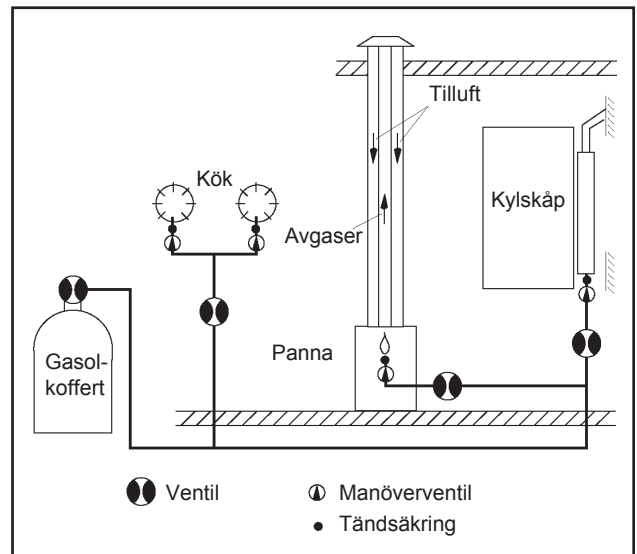 Tilluft
Kök
Kylskåp
Avgaser
Panna
Gasol-
koffert
Ventil
Manöverventil
Tändsäkring